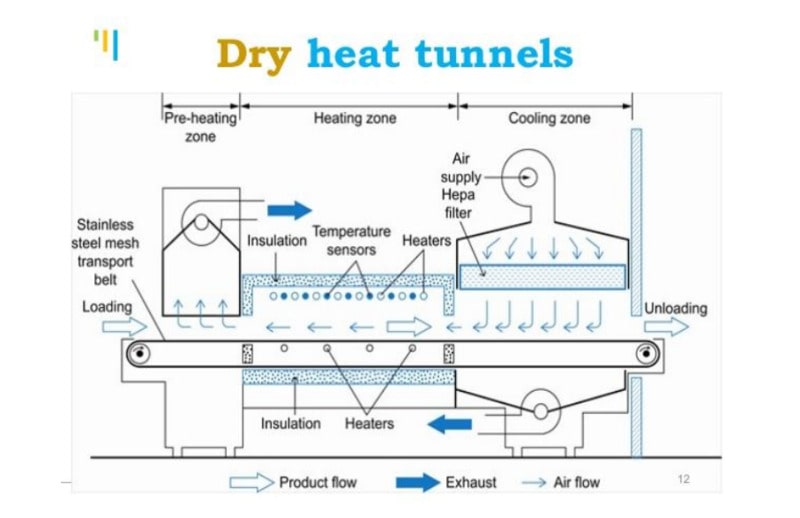 Dry heat tunnels
Pre-heating
zone
Heating zone
Cooling zone
Air
supply
Hepa
filter
Stainless
steel mesh
transport
belt
Insulation
Temperature
sensors
Heaters
Loading
Unloading
Insulation
Heaters
Product flow
Exhaust
Air flow
12